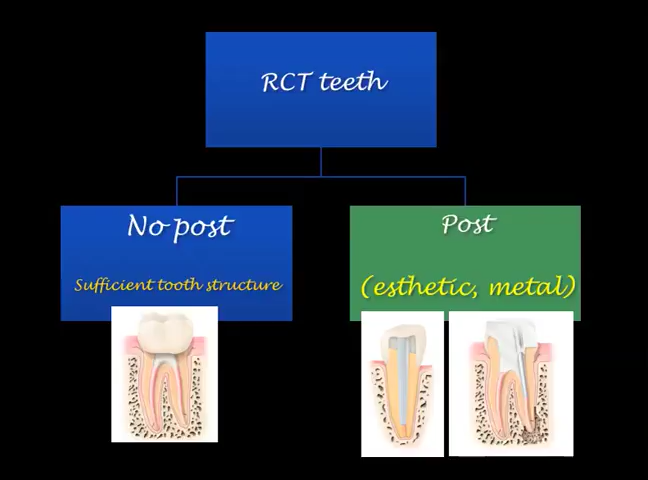 RCT teeth
No post
Sufficient tooth structure
Post
(esthetic, metal)